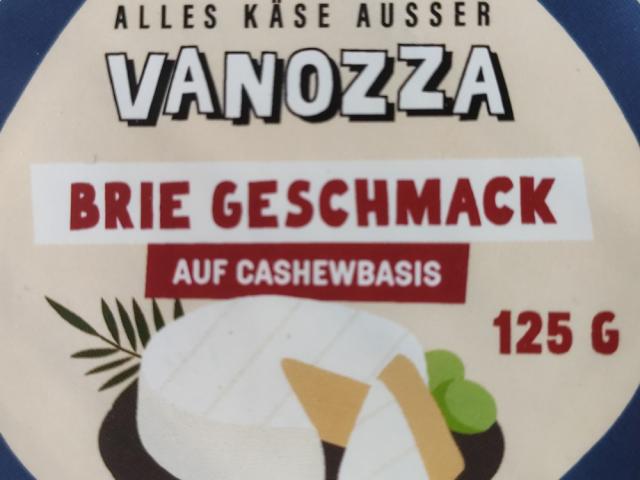 ALLES KÄSE AUSSER
VANOZZA
BRIE GESCHMACK
AUF CASHEWBASIS
125 G